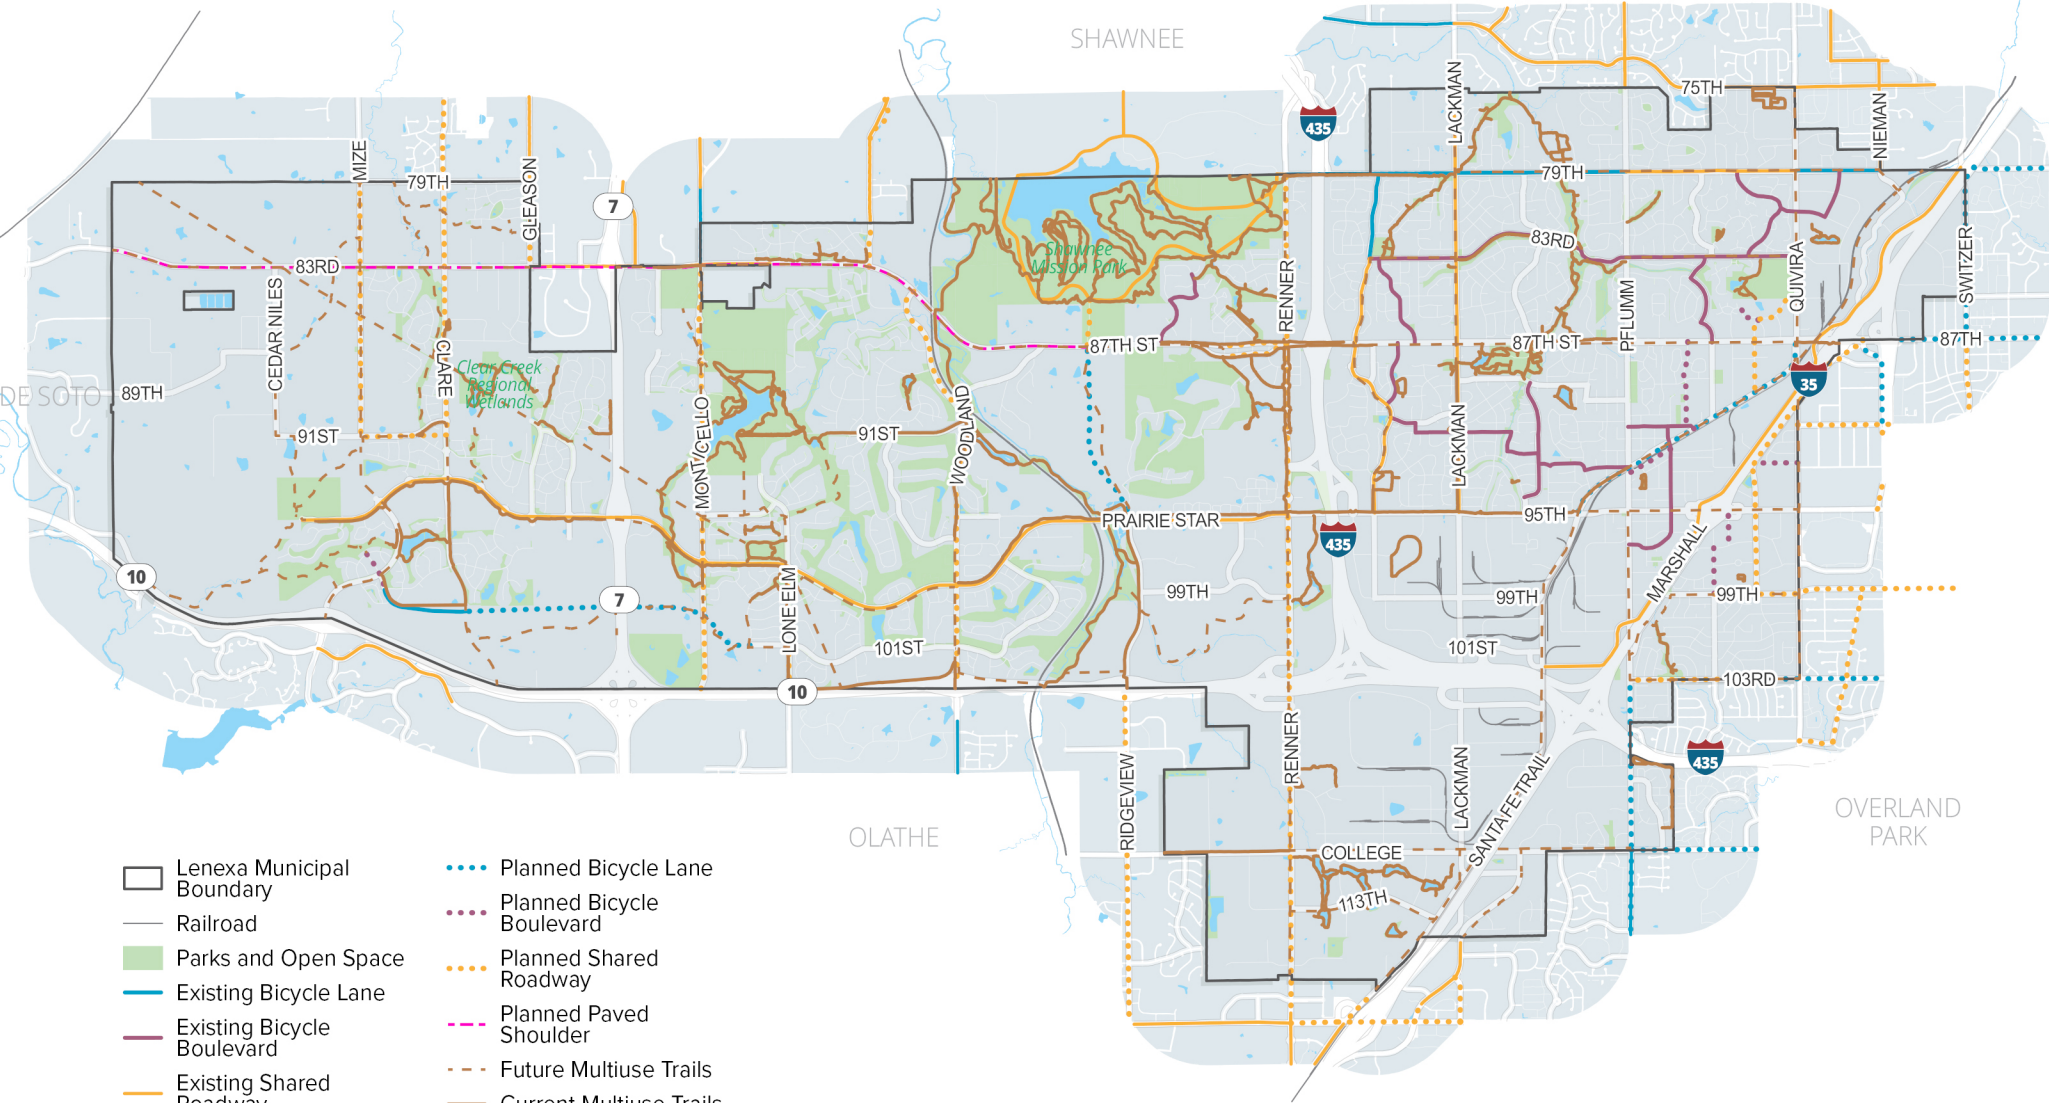 SHAWNEE
435
LACKMAN
75TH
NIEMAN
MIZE
79TH
GLEASON
7
79TH
83RD
CEDAR NILES
CLARE
Shawnee
Mission Park
RENNER
83RD
QUIVIRA
SWITZER
PFLUMM
87TH ST
87TH ST
87TH
Clear Creek
Regional
Wetlands
DE SOTO
89TH
35
91ST
MONTICELLO
91ST
WOODLAND
LACKMAN
PRAIRIE STAR
95TH
435
MARSHALL
10
7
LONE ELM
99TH
99TH
99TH
101ST
101ST
10
103RD
RENNER
RIDGEVIEW
LACKMAN
SANTA FE TRAIL
435
OLATHE
OVERLAND
PARK
COLLEGE
113TH
Lenexa Municipal
Boundary
Railroad
Parks and Open Space
Existing Bicycle Lane
Existing Bicycle
Boulevard
Existing Shared
Roadway
Planned Bicycle Lane
Planned Bicycle
Boulevard
Planned Shared
Roadway
Planned Paved
Shoulder
Future Multiuse Trails
Current Multiuse Trails